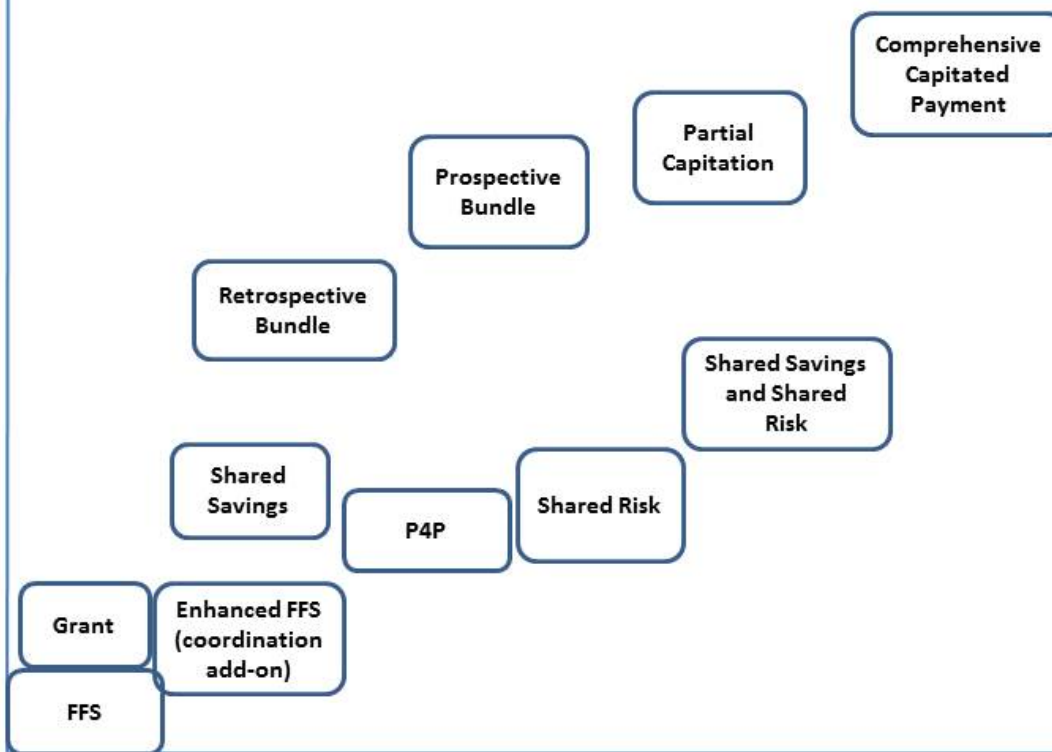 Comprehensive
Capitated
Payment
Partial
Capitation
Prospective
Bundle
Retrospective
Bundle
Shared Savings
and Shared
Risk
Shared
Savings
P4P
Shared Risk
Grant
Enhanced FFS
(coordination
add-on)
FFS